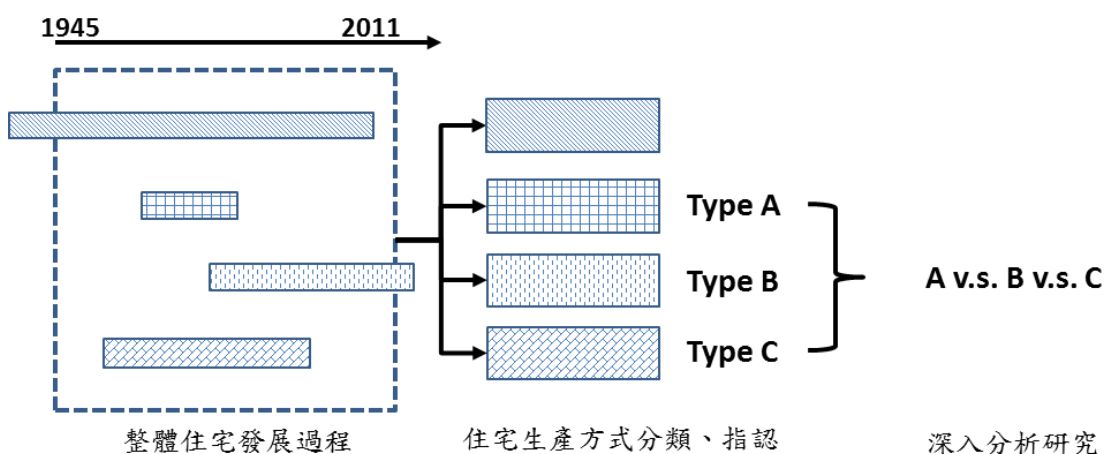 1945
2011
Type A
Type B
Type C
A v.s. B v.s. C
整體住宅發展過程
住宅生產方式分類、指認
深入分析研究